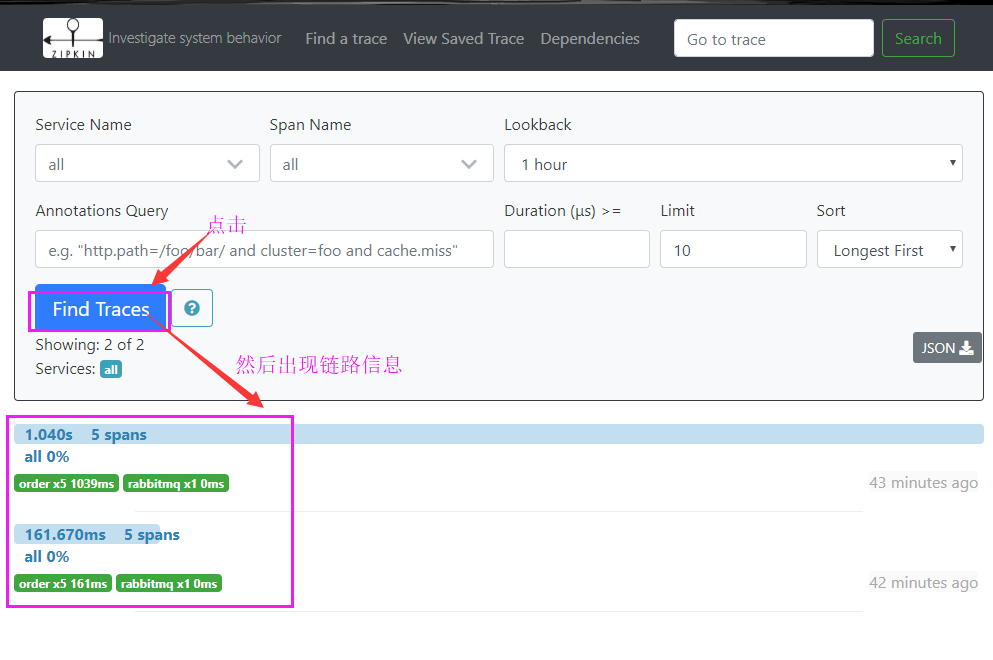 ZIPKIN Investigate system behavior Find a trace View Saved Trace Dependencies Go to trace Search
Service Name Span Name Lookback
all all 1 hour
Annotations Query Duration (μs) >= Limit Sort
点击
e.g. "http.path=/foo/bar/ and cluster=foo and cache.miss" 10 Longest First
Find Traces ?
Showing: 2 of 2
JSON
然后出现链路信息
Services: all
1.040s 5 spans
all 0%
order x5 1039ms rabbitmq x1 0ms 43 minutes ago
161.670ms 5 spans
all 0%
order x5 161ms rabbitmq x1 0ms 42 minutes ago